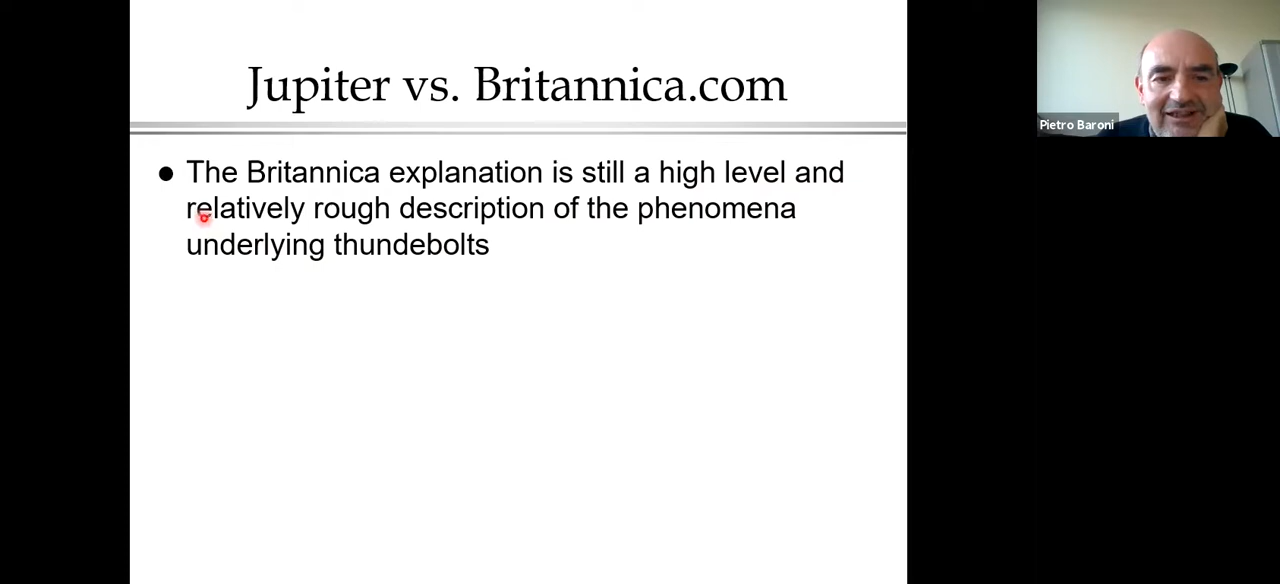 Jupiter vs. Britannica.com
● The Britannica explanation is still a high level and
relatively rough description of the phenomena
underlying thundebolts
Pietro Baroni